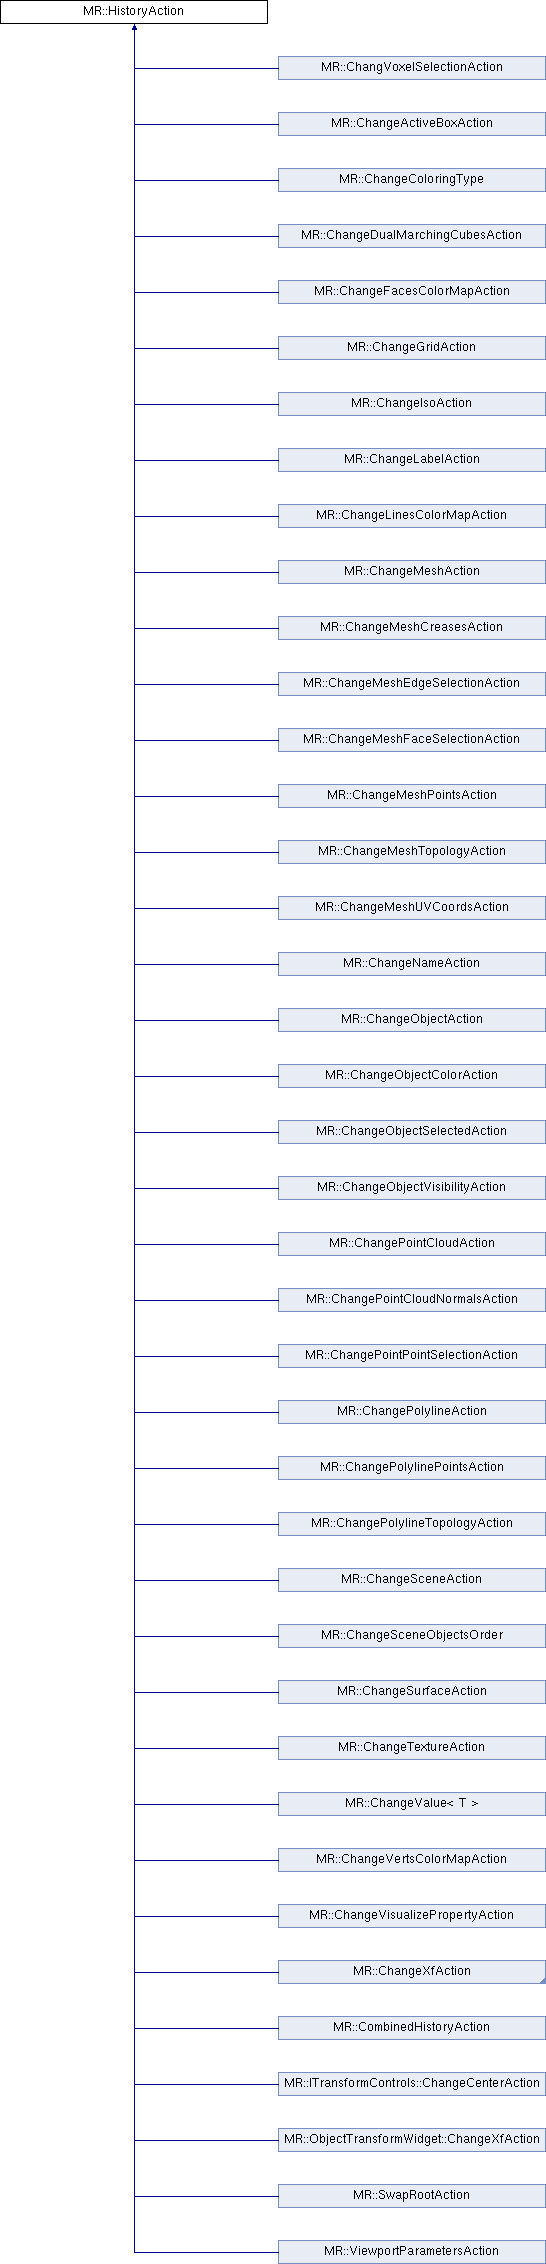 MR::HistoryAction
MR::ChangVoxelSelectionAction
MR::ChangeActiveBoxAction
MR::ChangeColoringType
MR::ChangeDualMarchingCubesAction
MR::ChangeFacesColorMapAction
MR::ChangeGridAction
MR::ChangeIsoAction
MR::ChangeLabelAction
MR::ChangeLinesColorMapAction
MR::ChangeMeshAction
MR::ChangeMeshCreasesAction
MR::ChangeMeshEdgeSelectionAction
MR::ChangeMeshFaceSelectionAction
MR::ChangeMeshPointsAction
MR::ChangeMeshTopologyAction
MR::ChangeMeshUVCoordsAction
MR::ChangeNameAction
MR::ChangeObjectAction
MR::ChangeObjectColorAction
MR::ChangeObjectSelectedAction
MR::ChangeObjectVisibilityAction
MR::ChangePointCloudAction
MR::ChangePointCloudNormalsAction
MR::ChangePointPointSelectionAction
MR::ChangePolylineAction
MR::ChangePolylinePointsAction
MR::ChangePolylineTopologyAction
MR::ChangeSceneAction
MR::ChangeSceneObjectsOrder
MR::ChangeSurfaceAction
MR::ChangeTextureAction
MR::ChangeValue< T >
MR::ChangeVertsColorMapAction
MR::ChangeVisualizePropertyAction
MR::ChangeXfAction
MR::CombinedHistoryAction
MR::ITransformControls::ChangeCenterAction
MR::ObjectTransformWidget::ChangeXfAction
MR::SwapRootAction
MR::ViewportParametersAction